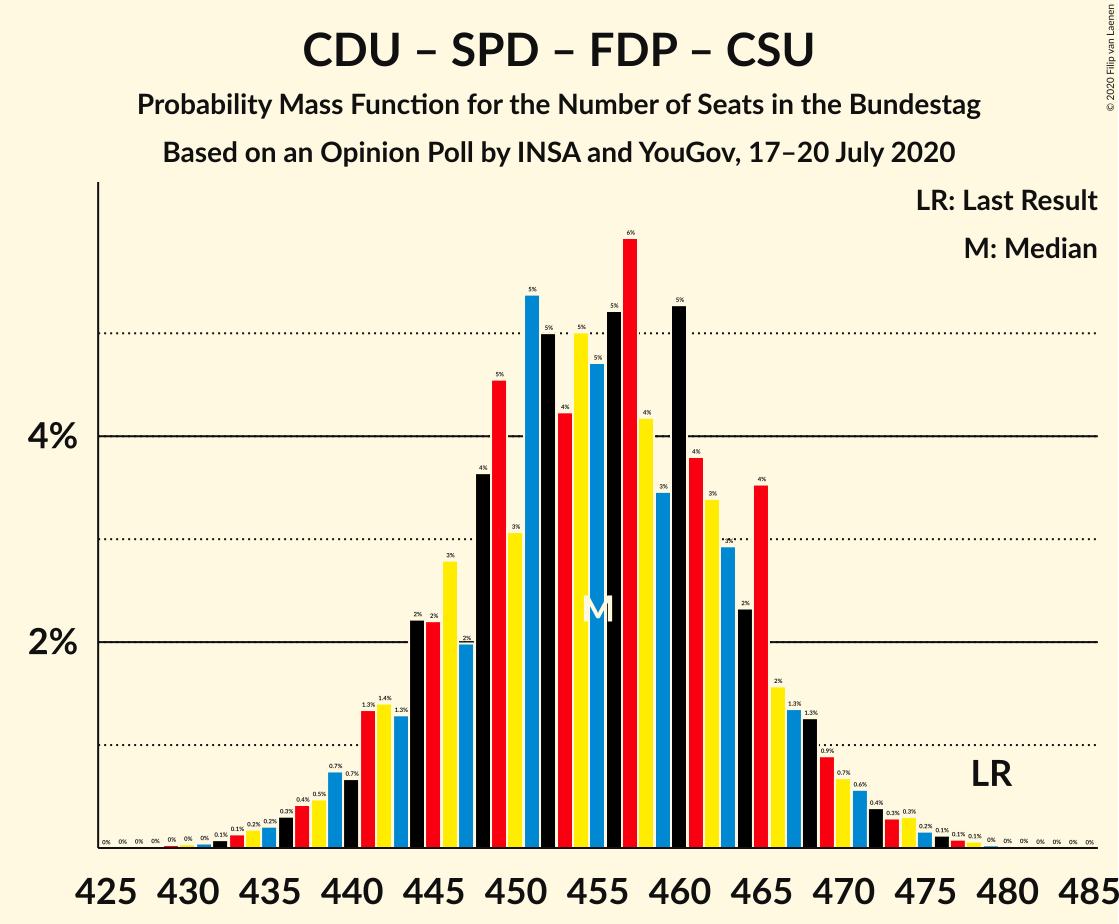 CDU – SPD – FDP – CSU
Probability Mass Function for the Number of Seats in the Bundestag
Based on an Opinion Poll by INSA and YouGov, 17–20 July 2020
© 2020 Filip van Laenen
LR: Last Result
M: Median
4%
2%
0% 0% 0% 0% 0% 0% 0% 0.1% 0.1% 0.2% 0.2% 0.3% 0.4% 0.5% 0.7% 0.7% 1.3% 1.4% 1.3% 2% 2% 3% 2% 4% 5% 3% 5% 5% 4% 5% 5% 5% 6% 4% 3% 5% 4% 3% 3% 2% 4% 2% 1.3% 1.3% 0.9% 0.7% 0.6% 0.4% 0.3% 0.3% 0.2% 0.1% 0.1% 0.1% 0% 0% 0% 0% 0% 0% 0%
M
LR
425 430 435 440 445 450 455 460 465 470 475 480 485